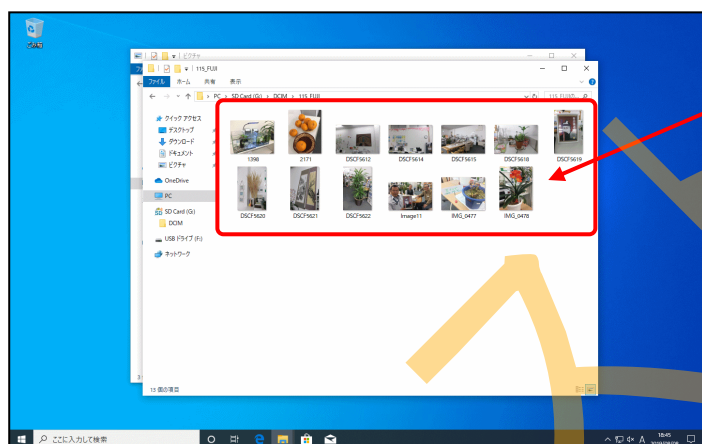 ごみ箱
ピクチャ
115_FUJI
ファイル ホーム 共有 表示
PC > SD Card (G:) > DCIM > 115_FUJI
クイック アクセス
デスクトップ
ダウンロード
ドキュメント
ピクチャ
OneDrive
PC
SD Card (G:)
DCIM
USB ドライブ (F:)
ネットワーク
1398 2171 DSCF5612 DSCF5614 DSCF5615 DSCF5618 DSCF5619
DSCF5620 DSCF5621 DSCF5622 Image11 IMG_0477 IMG_0478
13 個の項目
ここに入力して検索
A 18:45